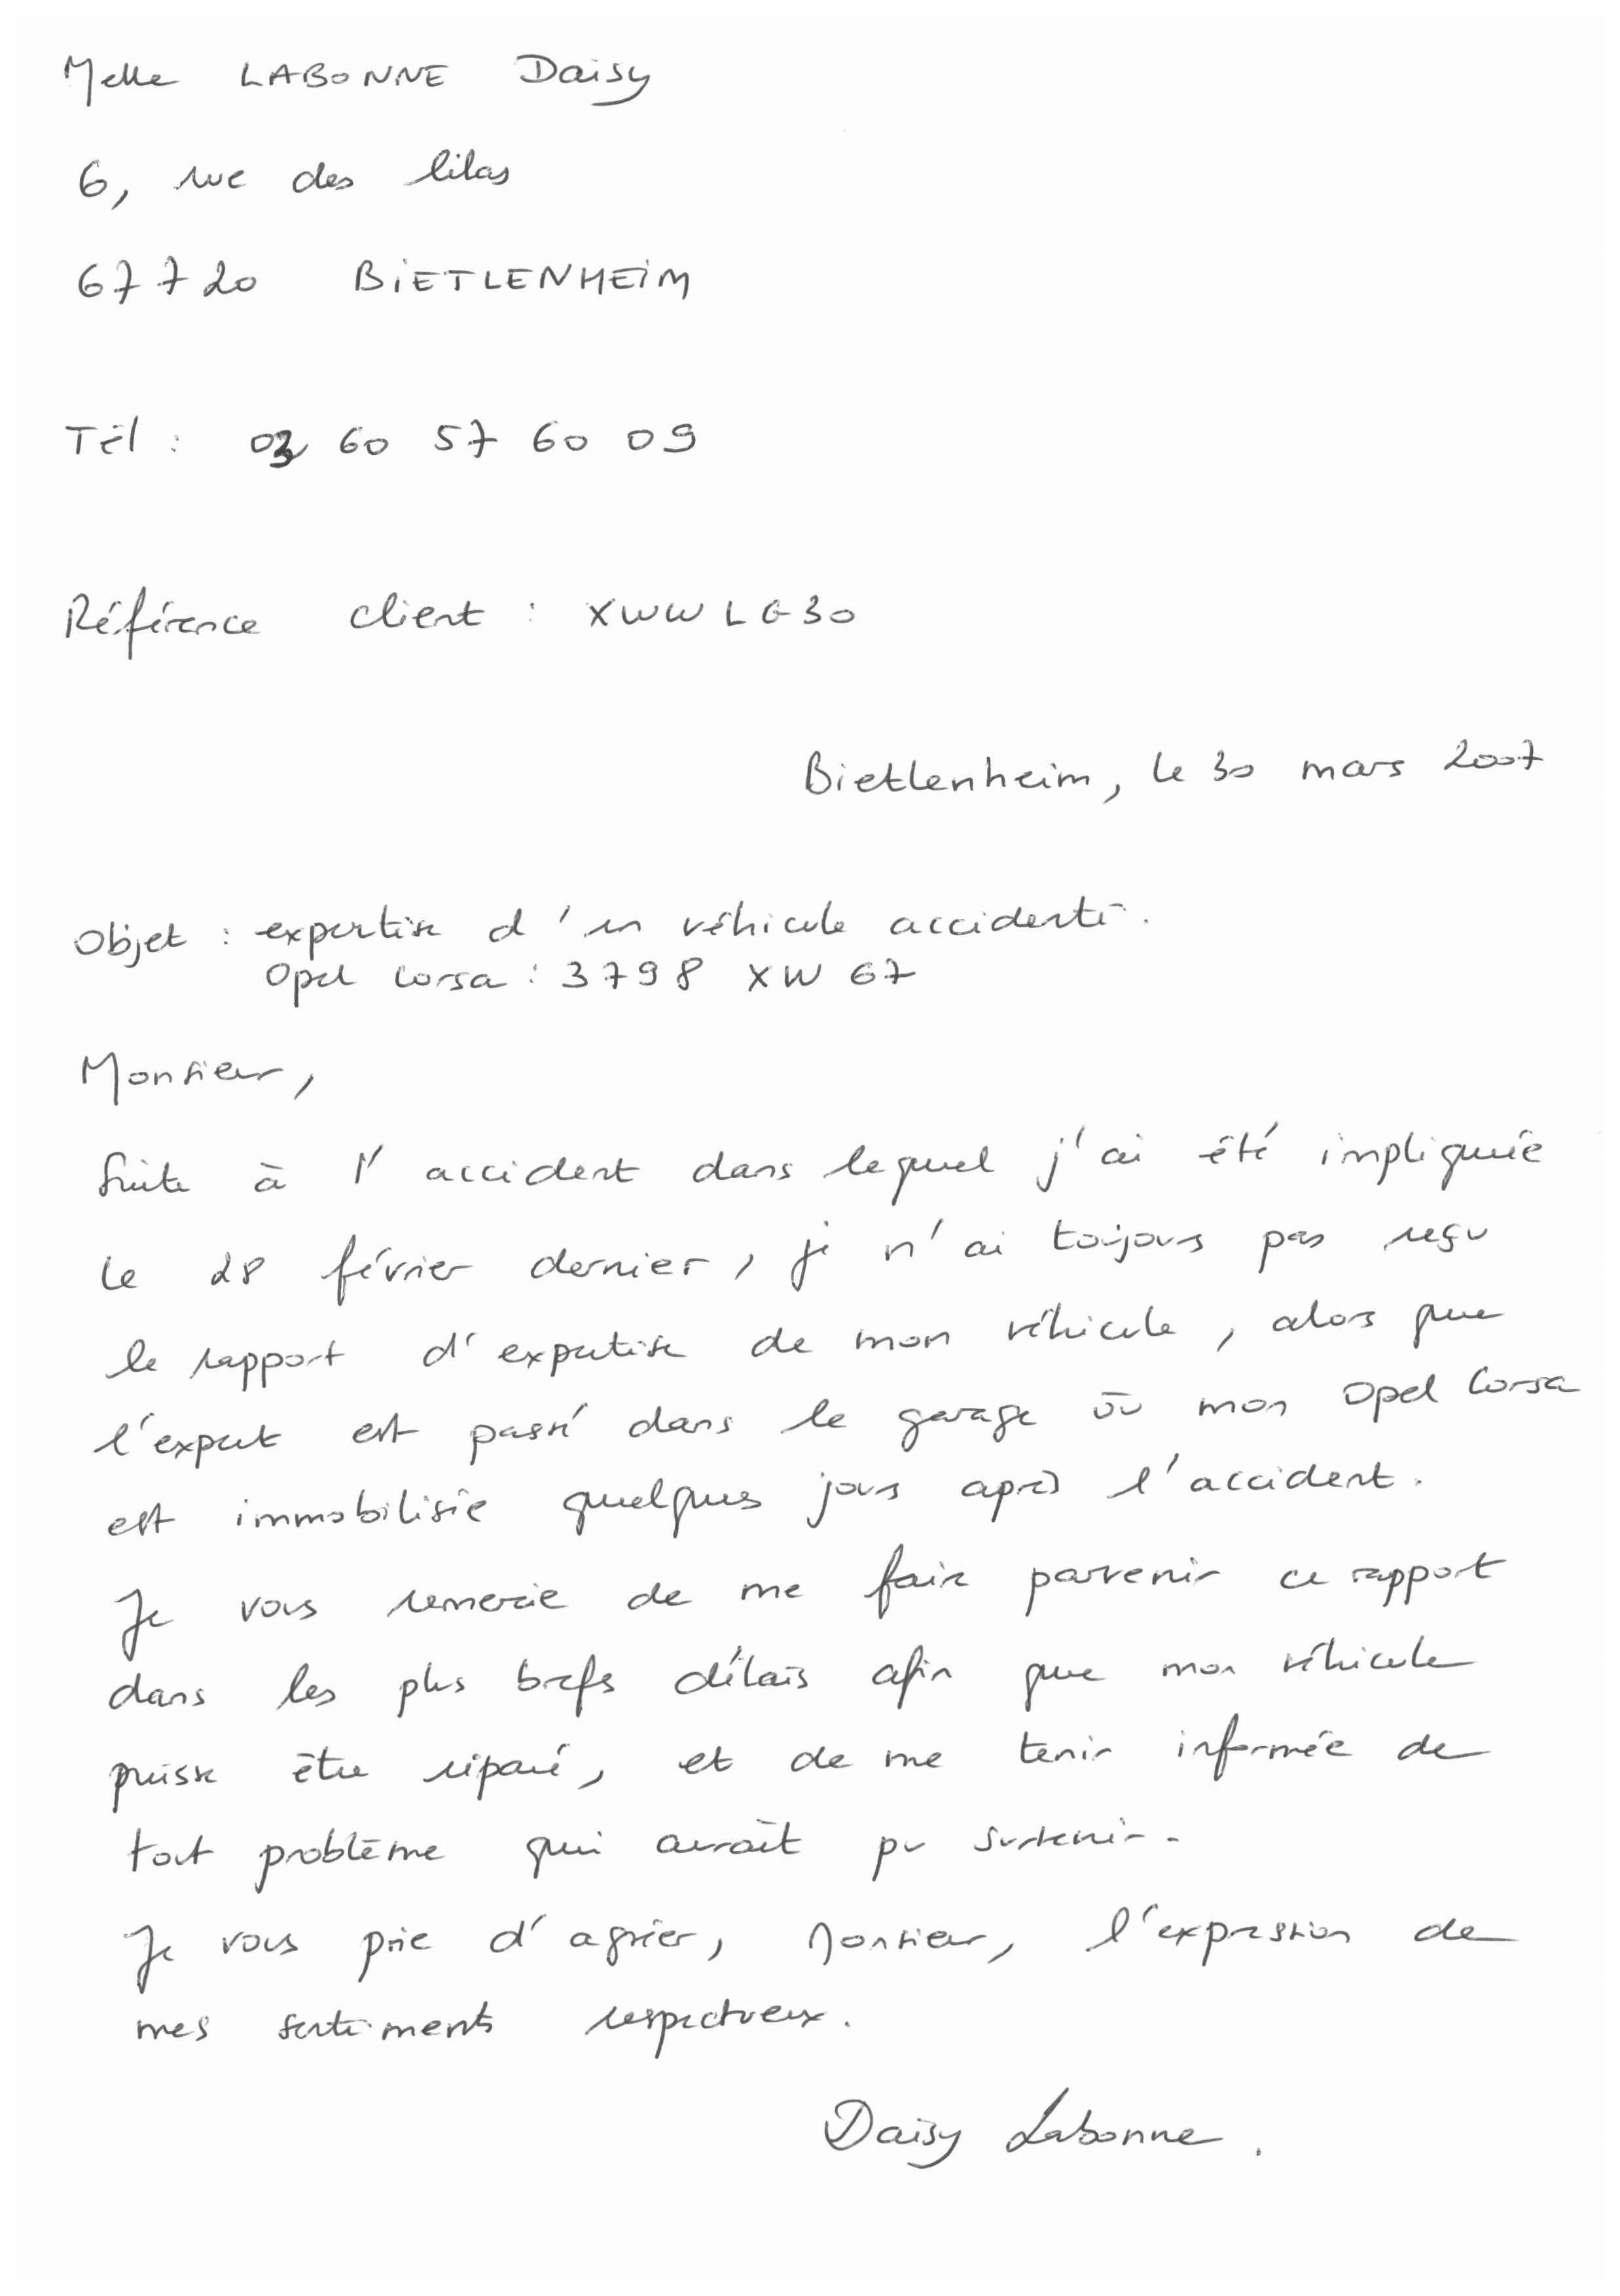 Melle LABONNE Daisy
6, rue des lilas
67720 BiETLENHEiM
Tél : 03 60 57 60 09
Référence client : XWWLG30
Bietlenheim, le 30 mars 2007
Objet : expertise d'un véhicule accidenté.
Opel Corsa : 3798 XW 67
Monsieur,
Suite à l'accident dans lequel j'ai été impliquée
le 28 février dernier, je n'ai toujours pas reçu
le rapport d'expertise de mon véhicule, alors que
l'expert est passé dans le garage où mon Opel Corsa
est immobilisée quelques jours après l'accident.
Je vous remercie de me faire parvenir ce rapport
dans les plus brefs délais afin que mon véhicule
puisse être réparé, et de me tenir informée de
tout problème qui aurait pu survenir.
Je vous prie d'agréer, Monsieur, l'expression de
mes sentiments respectueux.
Daisy Labonne.